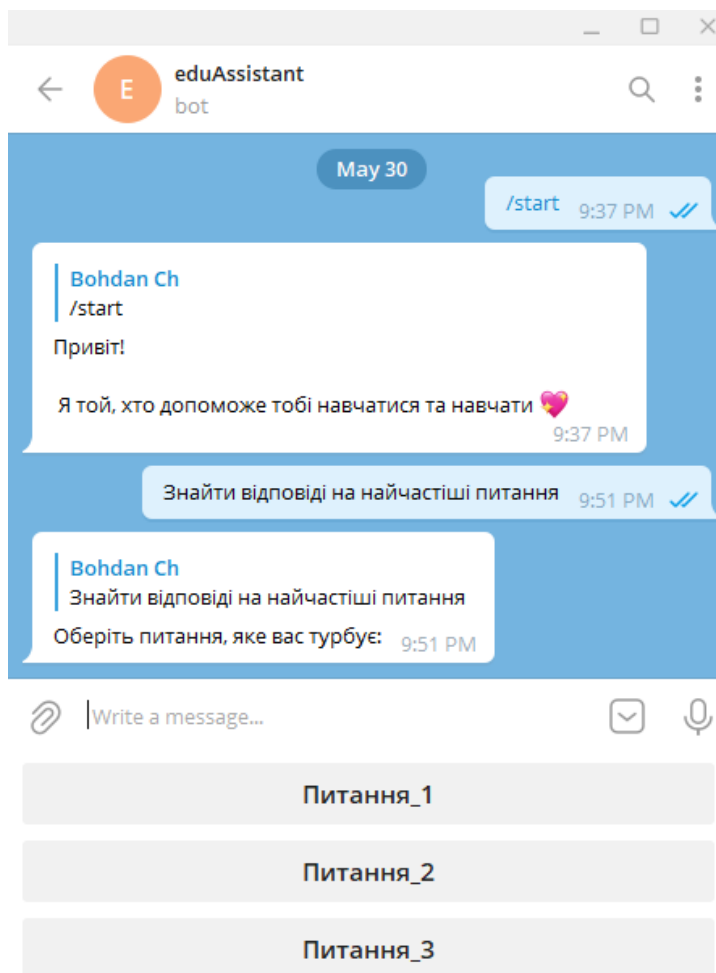 E
eduAssistant
bot
May 30
/start 9:37 PM
Bohdan Ch
/start
Привіт!
Я той, хто допоможе тобі навчатися та навчати 💖
9:37 PM
Знайти відповіді на найчастіші питання 9:51 PM
Bohdan Ch
Знайти відповіді на найчастіші питання
Оберіть питання, яке вас турбує: 9:51 PM
Write a message...
Питання_1
Питання_2
Питання_3